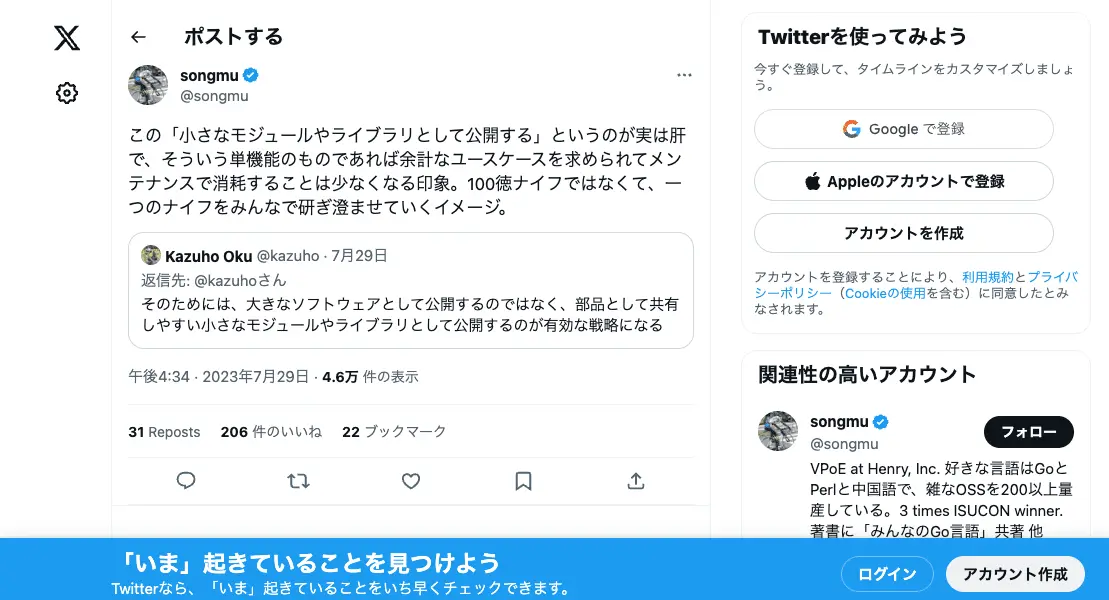 ポストする
songmu
@songmu
この「小さなモジュールやライブラリとして公開する」というのが実は肝
で、そういう単機能のものであれば余計なユースケースを求められてメン
テナンスで消耗することは少なくなる印象。100徳ナイフではなくて、一
つのナイフをみんなで研ぎ澄ませていくイメージ。
Kazuho Oku @kazuho · 7月29日
返信先: @kazuhoさん
そのためには、大きなソフトウェアとして公開するのではなく、部品として共有
しやすい小さなモジュールやライブラリとして公開するのが有効な戦略になる
午後4:34 · 2023年7月29日 · 4.6万 件の表示
31 Reposts 206 件のいいね 22 ブックマーク
Twitterを使ってみよう
今すぐ登録して、タイムラインをカスタマイズしましょ
う。
Google で登録
Appleのアカウントで登録
アカウントを作成
アカウントを登録することにより、利用規約とプライバ
シーポリシー（Cookieの使用を含む）に同意したとみ
なされます。
関連性の高いアカウント
songmu
@songmu
フォロー
VPoE at Henry, Inc. 好きな言語はGoと
Perlと中国語で、雑なOSSを200以上量
産している。3 times ISUCON winner.
著書に「みんなのGo言語」共著 他
「いま」起きていることを見つけよう
Twitterなら、「いま」起きていることをいち早くチェックできます。
ログイン
アカウント作成